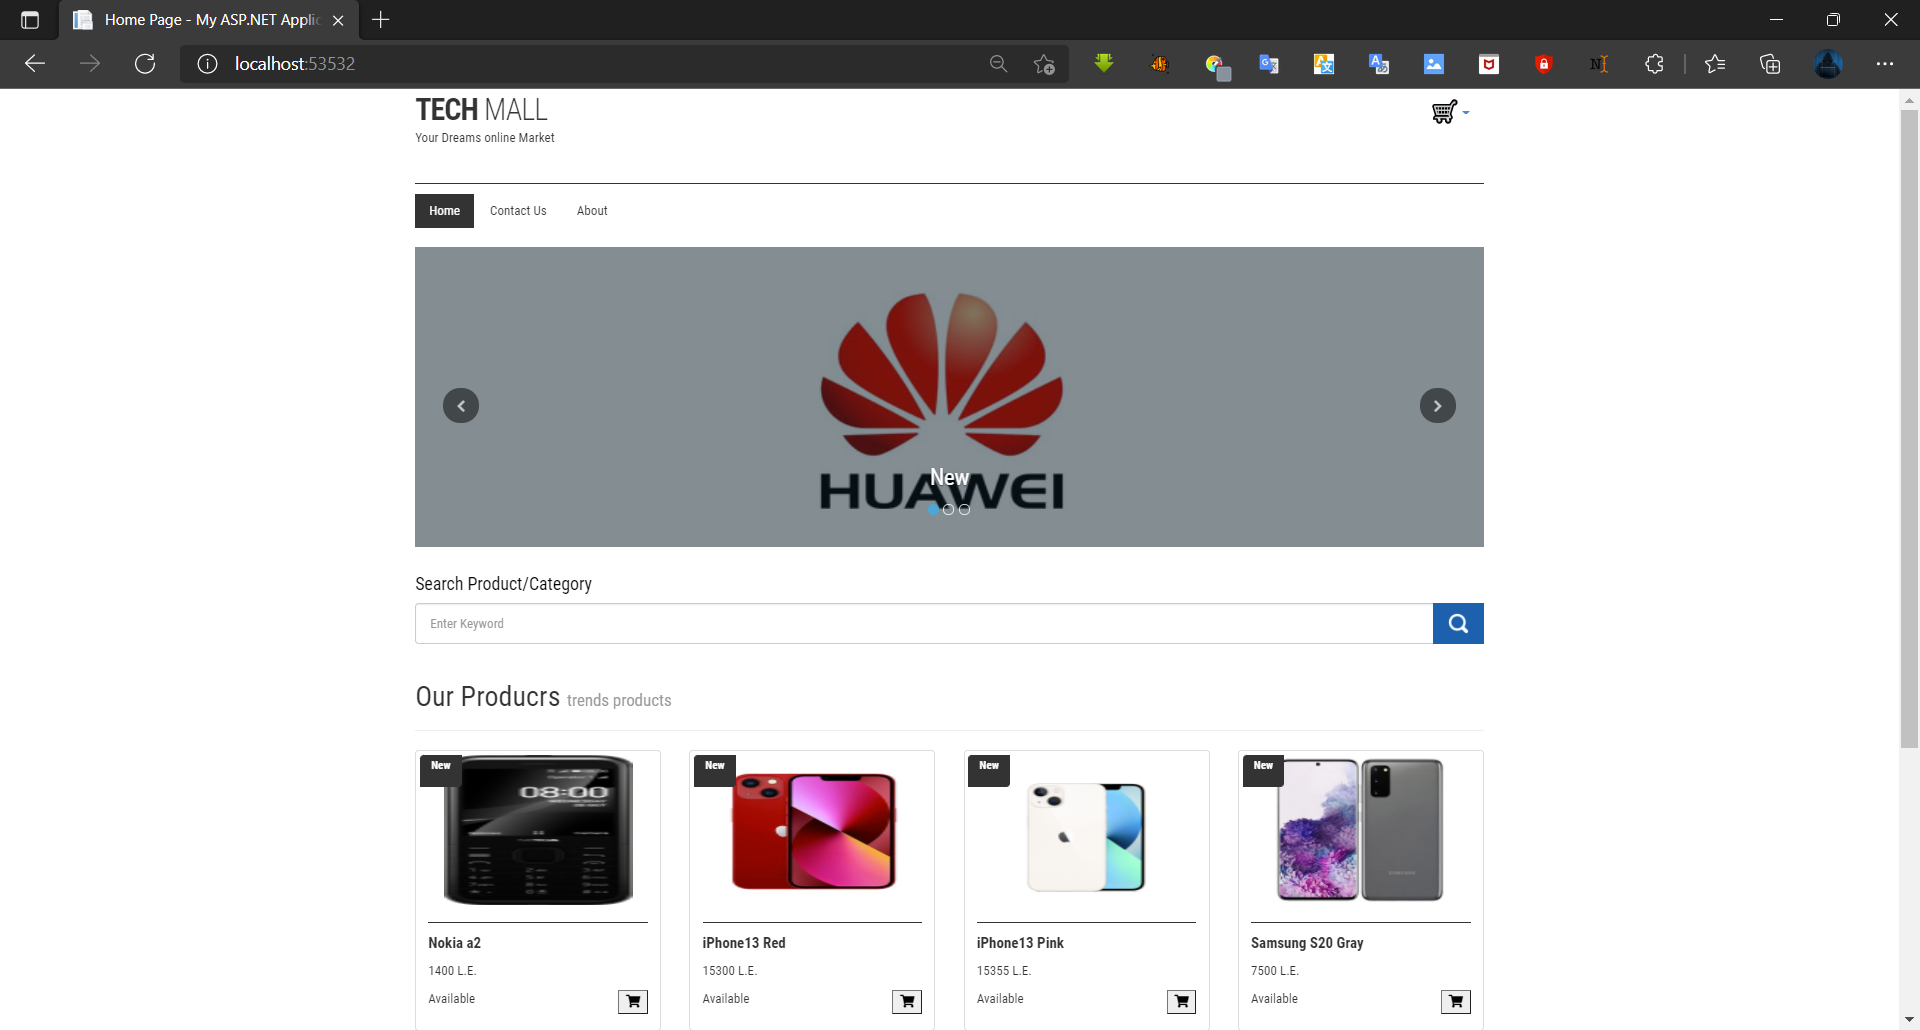 Home Page - My ASP.NET Applic
localhost:53532
TECH MALL
Your Dreams online Market
Home Contact Us About
HUAWEI
New
Search Product/Category
Enter Keyword
Our Producrs trends products
New New New New
08:00
SAMSUNG
Nokia a2 iPhone13 Red iPhone13 Pink Samsung S20 Gray
1400 L.E. 15300 L.E. 15355 L.E. 7500 L.E.
Available Available Available Available